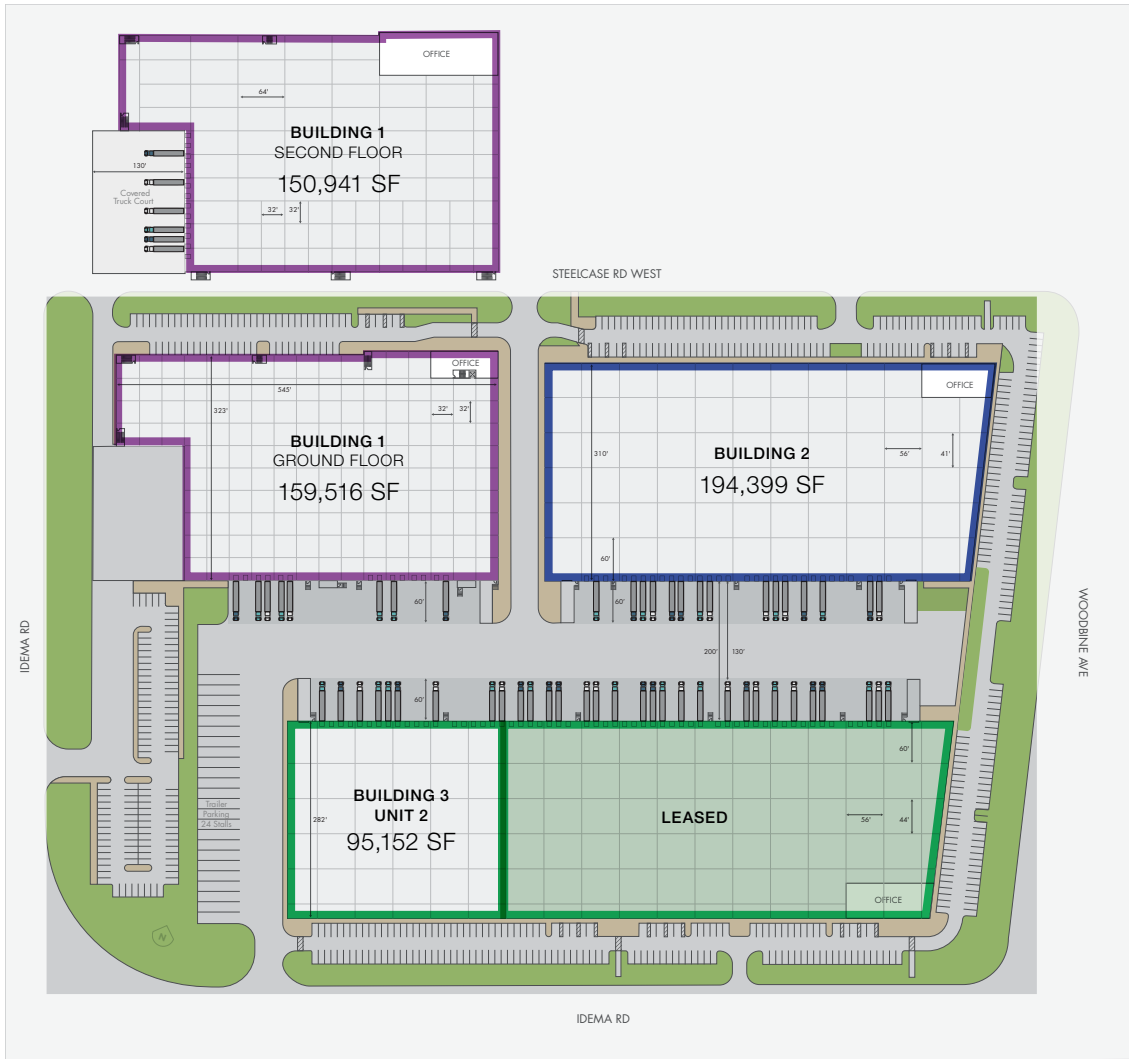 OFFICE
64'
BUILDING 1
SECOND FLOOR
150,941 SF
130'
Covered
Truck Court
32'
32'
STEELCASE RD WEST
OFFICE
545'
323'
32'
32'
BUILDING 1
GROUND FLOOR
159,516 SF
60'
OFFICE
310'
56'
41'
BUILDING 2
194,399 SF
60'
60'
IDEMA RD
WOODBINE AVE
200'
130'
60'
Trailer
Parking
24 Stalls
282'
BUILDING 3
UNIT 2
95,152 SF
LEASED
60'
56'
44'
OFFICE
N
IDEMA RD